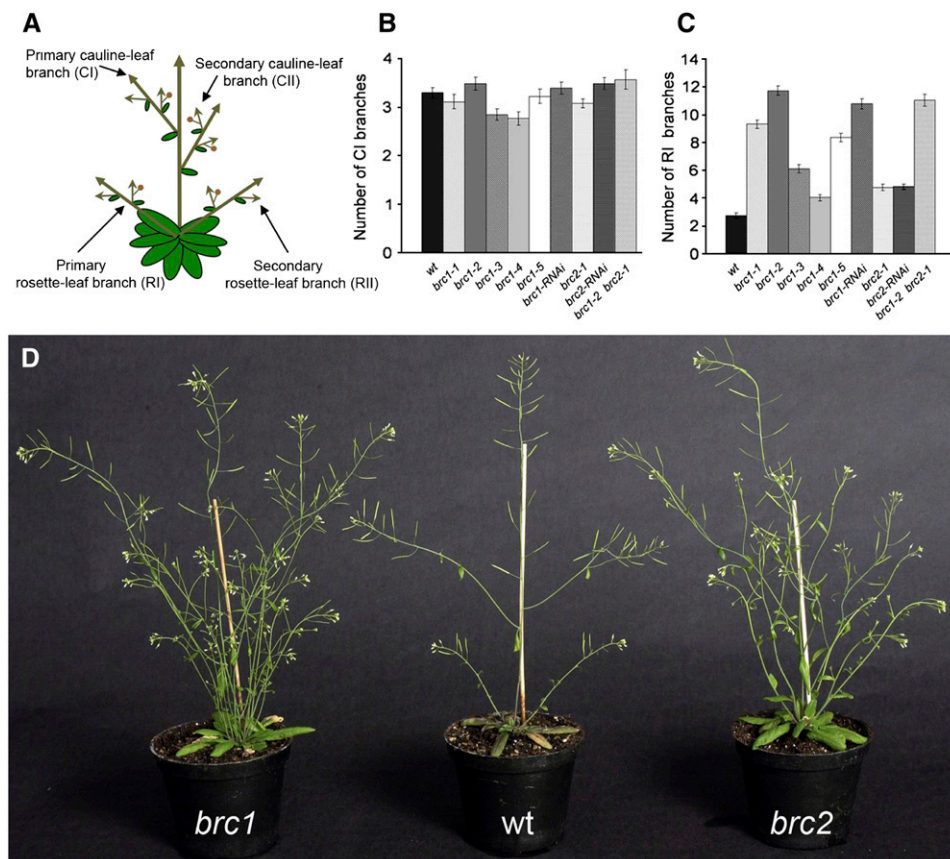 A
Primary cauline-leaf
branch (CI)
Secondary cauline-leaf
branch (CII)
Primary
rosette-leaf branch (RI)
Secondary
rosette-leaf branch (RII)
B
Number of CI branches
4
3
2
1
0
wt
brc1-1
brc1-2
brc1-3
brc1-4
brc1-5
brc1-RNAi
brc2-1
brc2-RNAi
brc1-2 brc2-1
C
Number of RI branches
14
12
10
8
6
4
2
0
wt
brc1-1
brc1-2
brc1-3
brc1-4
brc1-5
brc1-RNAi
brc2-1
brc2-RNAi
brc1-2 brc2-1
D
brc1
wt
brc2